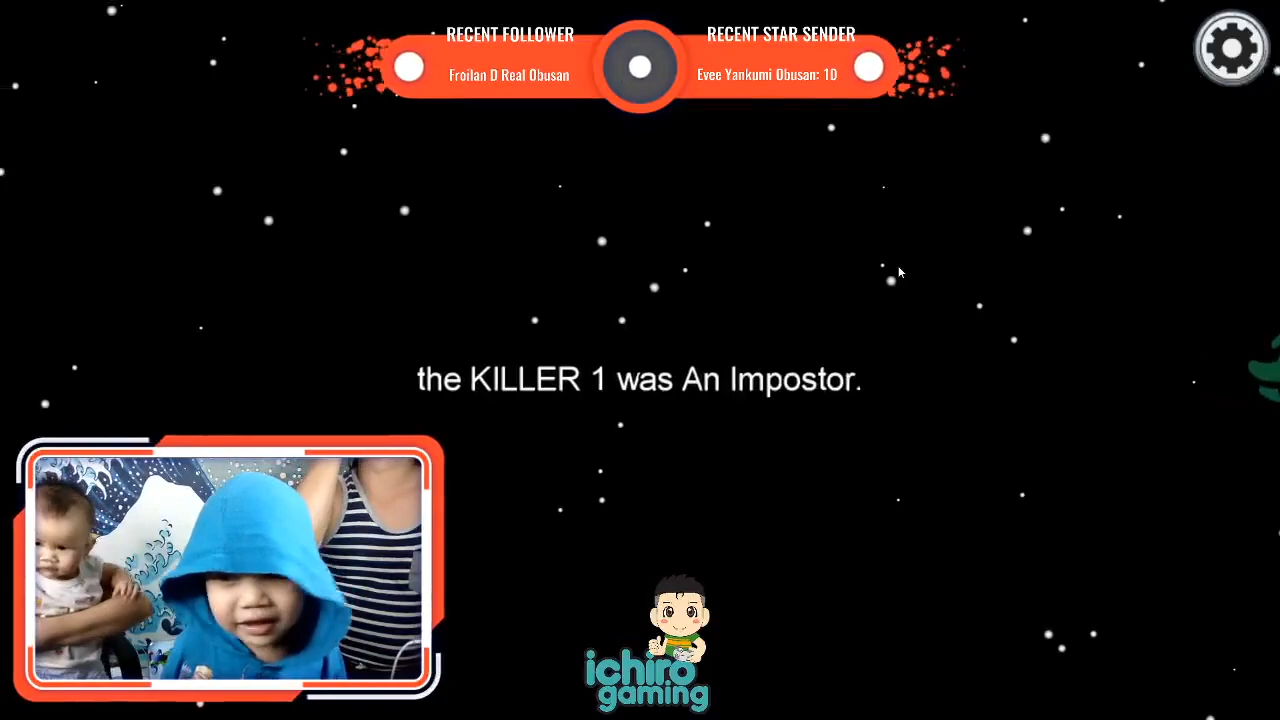 RECENT FOLLOWER
Froilan D Real Obusan
RECENT STAR SENDER
Evee Yankumi Obusan: 10
the KILLER 1 was An Impostor.
ichiro
gaming